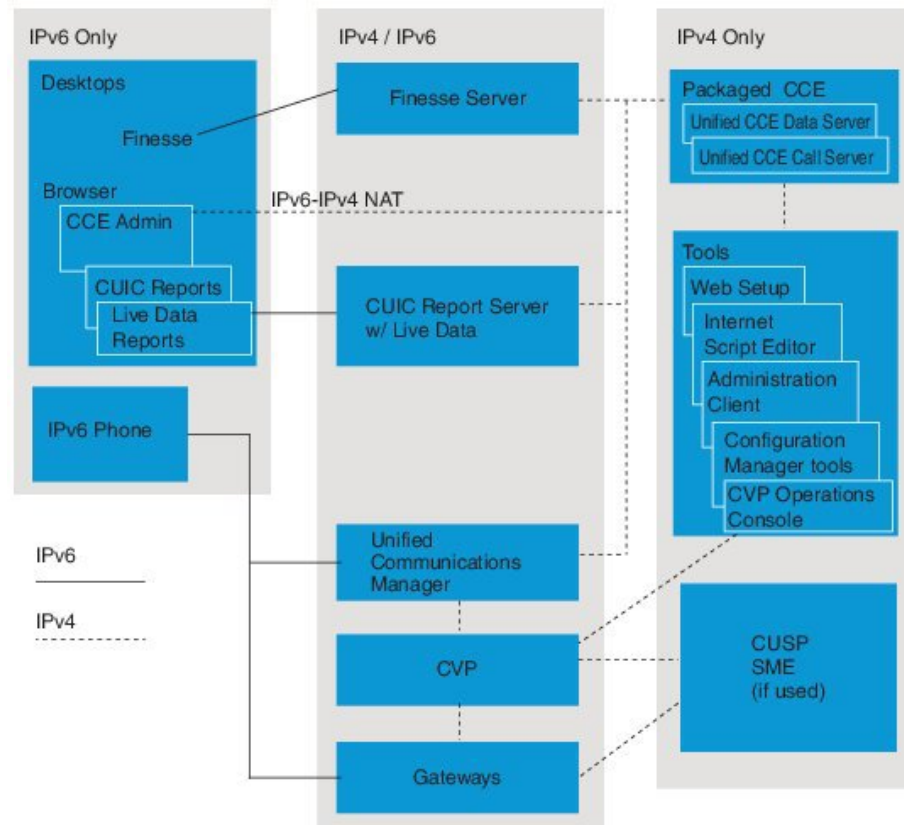 IPv6 Only
Desktops
Finesse
Browser
CCE Admin
CUIC Reports
Live Data
Reports
IPv6 Phone
IPv6
IPv4
IPv6-IPv4 NAT
IPv4 / IPv6
Finesse Server
CUIC Report Server
w/ Live Data
Unified
Communications
Manager
CVP
Gateways
IPv4 Only
Packaged CCE
Unified CCE Data Server
Unified CCE Call Server
Tools
Web Setup
Internet
Script Editor
Administration
Client
Configuration
Manager tools
CVP Operations
Console
CUSP
SME
(if used)